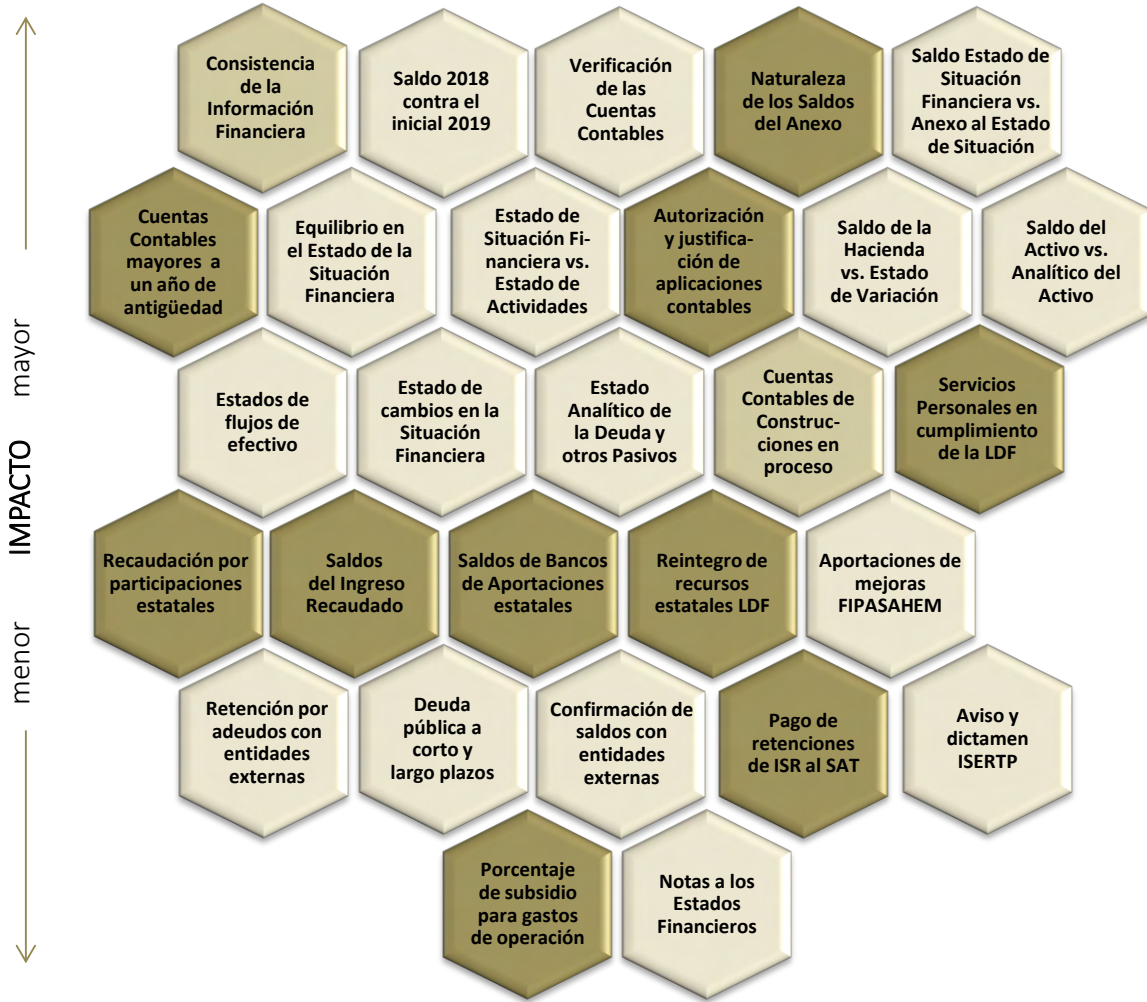 Consistencia
de la
Información
Financiera
Saldo 2018
contra el
inicial 2019
Verificación
de las
Cuentas
Contables
Naturaleza
de los Saldos
del Anexo
Saldo Estado de
Situación
Financiera vs.
Anexo al Estado
de Situación
Cuentas
Contables
mayores a
un año de
antigüedad
Equilibrio en
el Estado de la
Situación
Financiera
Estado de
Situación Fi-
nanciera vs.
Estado de
Actividades
Autorización
y justifica-
ción de
aplicaciones
contables
Saldo de la
Hacienda
vs. Estado
de Variación
Saldo del
Activo vs.
Analítico del
Activo
Estados de
flujos de
efectivo
Estado de
cambios en la
Situación
Financiera
Estado
Analítico de
la Deuda y
otros Pasivos
Cuentas
Contables de
Construc-
ciones en
proceso
Servicios
Personales en
cumplimiento
de la LDF
Recaudación por
participaciones
estatales
Saldos
del Ingreso
Recaudado
Saldos de Bancos
de Aportaciones
estatales
Reintegro de
recursos
estatales LDF
Aportaciones de
mejoras
FIPASAHEM
Retención por
adeudos con
entidades
externas
Deuda
pública a
corto y
largo plazos
Confirmación de
saldos con
entidades
externas
Pago de
retenciones
de ISR al SAT
Aviso y
dictamen
ISERTP
Porcentaje
de subsidio
para gastos
de operación
Notas a los
Estados
Financieros
menor IMPACTO mayor